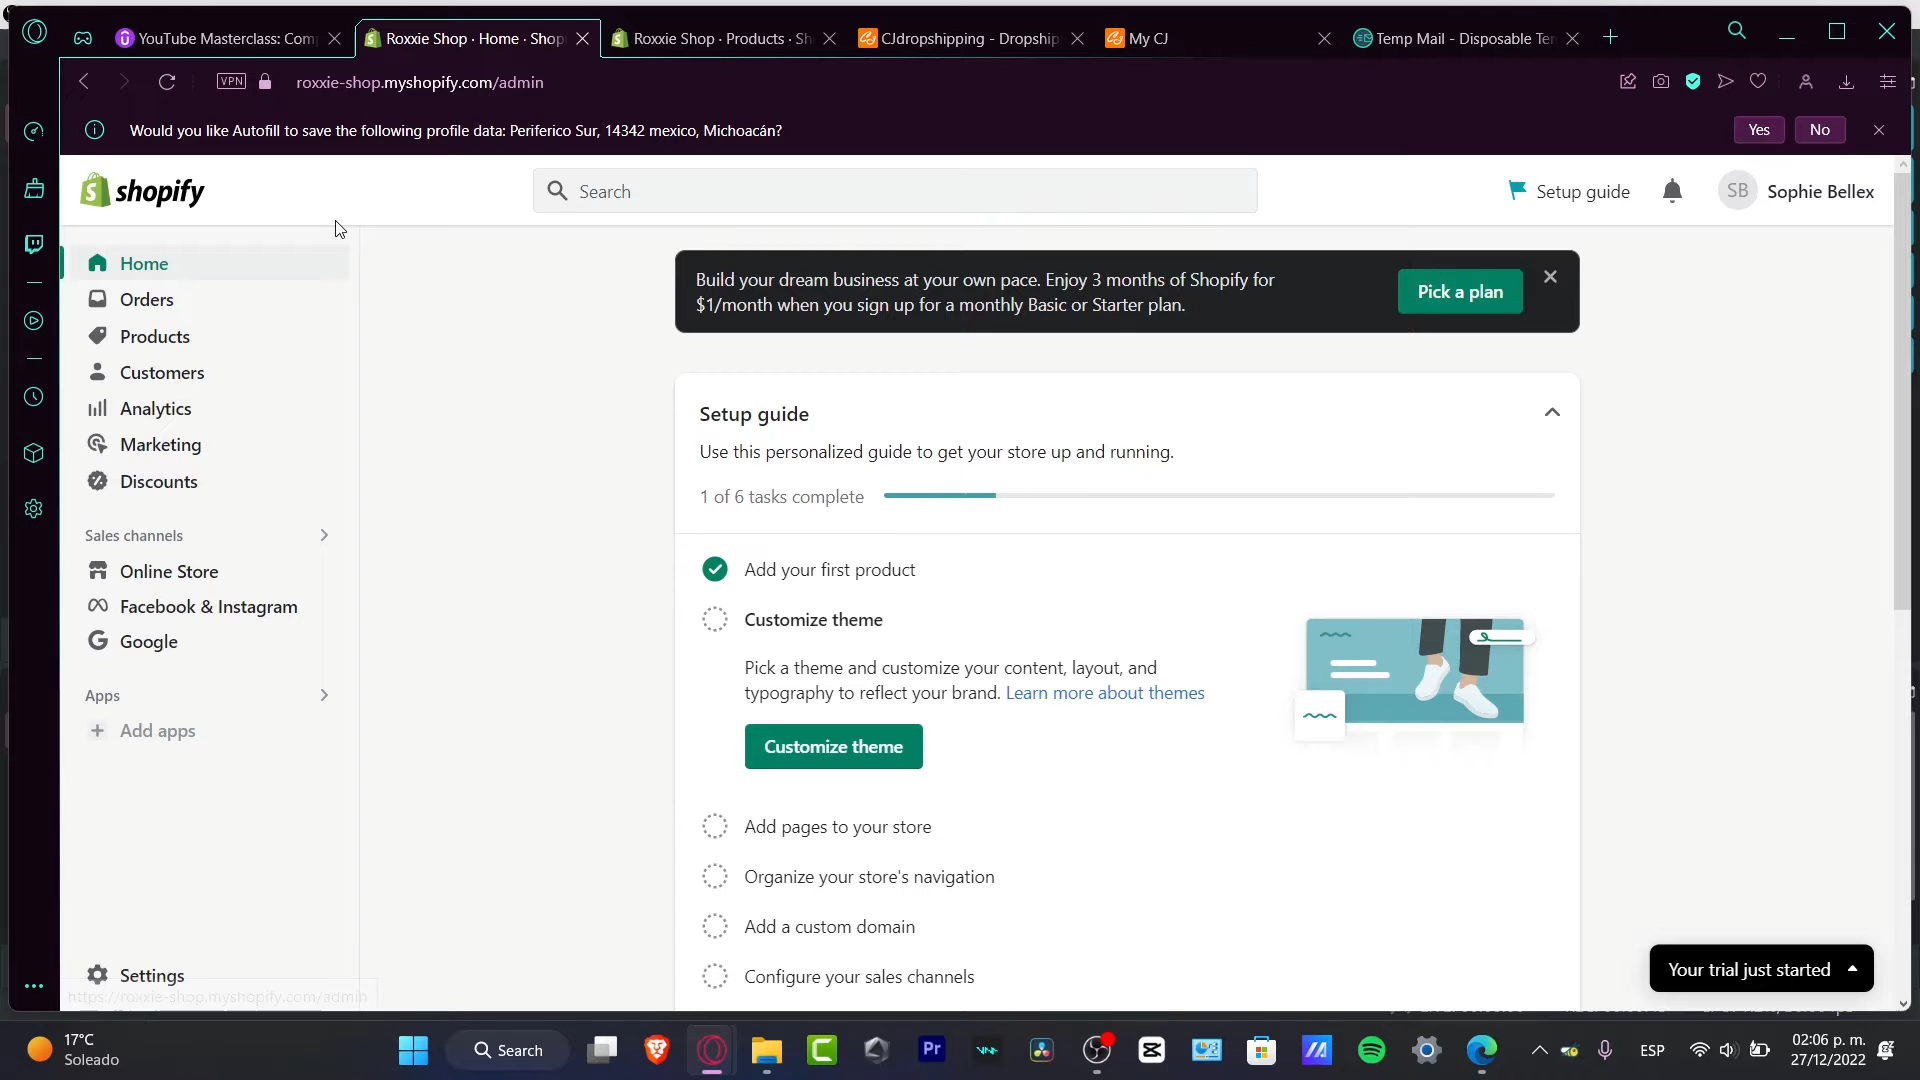 YouTube Masterclass: Com
Roxxie Shop · Home · Shop
Roxxie Shop · Products · Sh
CJdropshipping - Dropship
My CJ
Temp Mail - Disposable Te
VPN
roxxie-shop.myshopify.com/admin
Would you like Autofill to save the following profile data: Periferico Sur, 14342 mexico, Michoacán?
Yes
No
shopify
Search
Setup guide
SB
Sophie Bellex
Home
Orders
Products
Customers
Analytics
Marketing
Discounts
Sales channels
Online Store
Facebook & Instagram
Google
Apps
Add apps
Settings
https://roxxie-shop.myshopify.com/admin
Build your dream business at your own pace. Enjoy 3 months of Shopify for
$1/month when you sign up for a monthly Basic or Starter plan.
Pick a plan
Setup guide
Use this personalized guide to get your store up and running.
1 of 6 tasks complete
Add your first product
Customize theme
Pick a theme and customize your content, layout, and
typography to reflect your brand. Learn more about themes
Customize theme
Add pages to your store
Organize your store's navigation
Add a custom domain
Configure your sales channels
Your trial just started
17°C
Soleado
Search
Pr
ESP
02:06 p. m.
27/12/2022